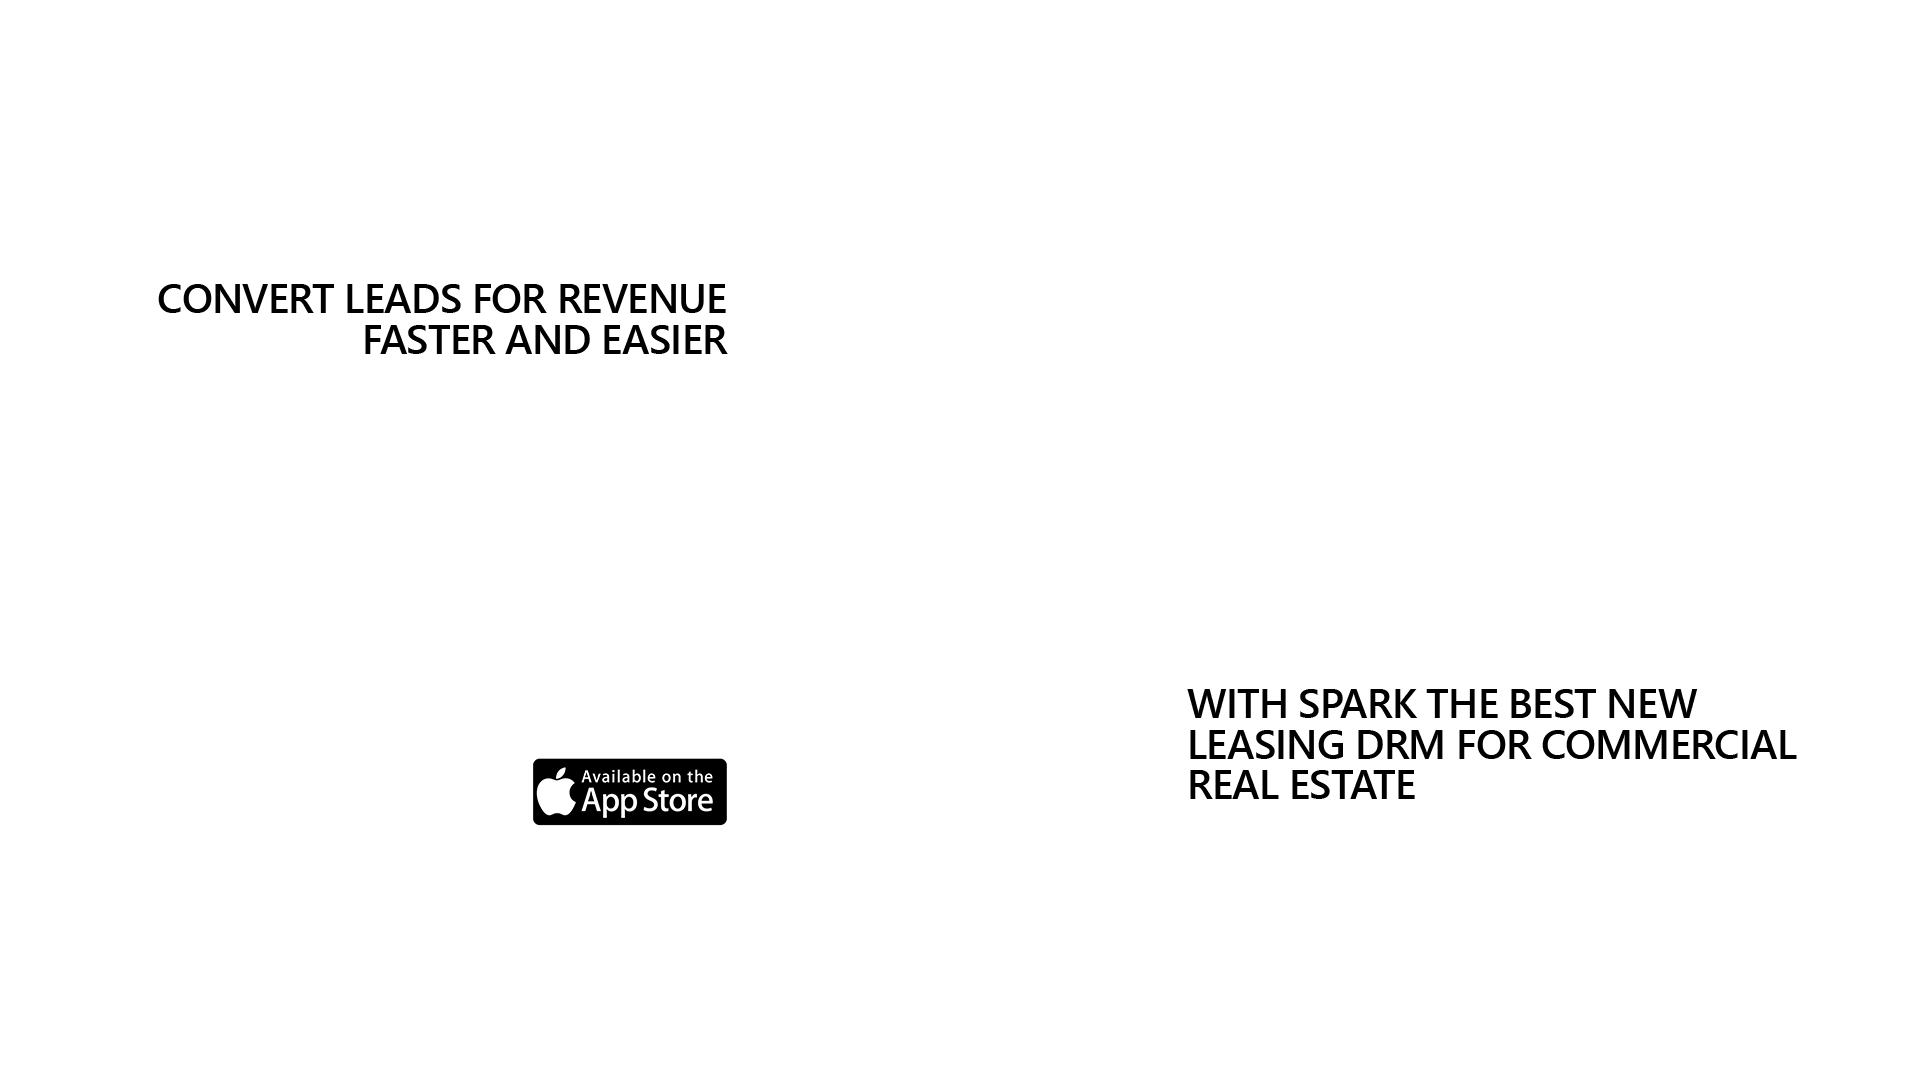 CONVERT LEADS FOR REVENUE
FASTER AND EASIER
Available on the
App Store
WITH SPARK THE BEST NEW
LEASING DRM FOR COMMERCIAL
REAL ESTATE